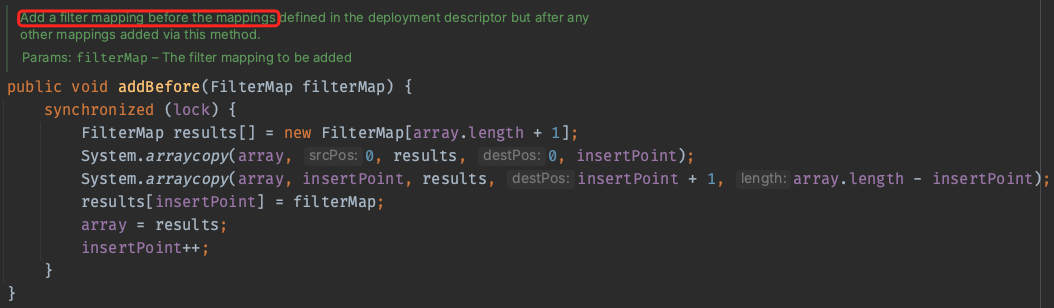 Add a filter mapping before the mappings defined in the deployment descriptor but after any
other mappings added via this method.
Params: filterMap – The filter mapping to be added
public void addBefore(FilterMap filterMap) {
    synchronized (lock) {
        FilterMap results[] = new FilterMap[array.length + 1];
        System.arraycopy(array, srcPos: 0, results, destPos: 0, insertPoint);
        System.arraycopy(array, insertPoint, results, destPos: insertPoint + 1, length: array.length - insertPoint);
        results[insertPoint] = filterMap;
        array = results;
        insertPoint++;
    }
}